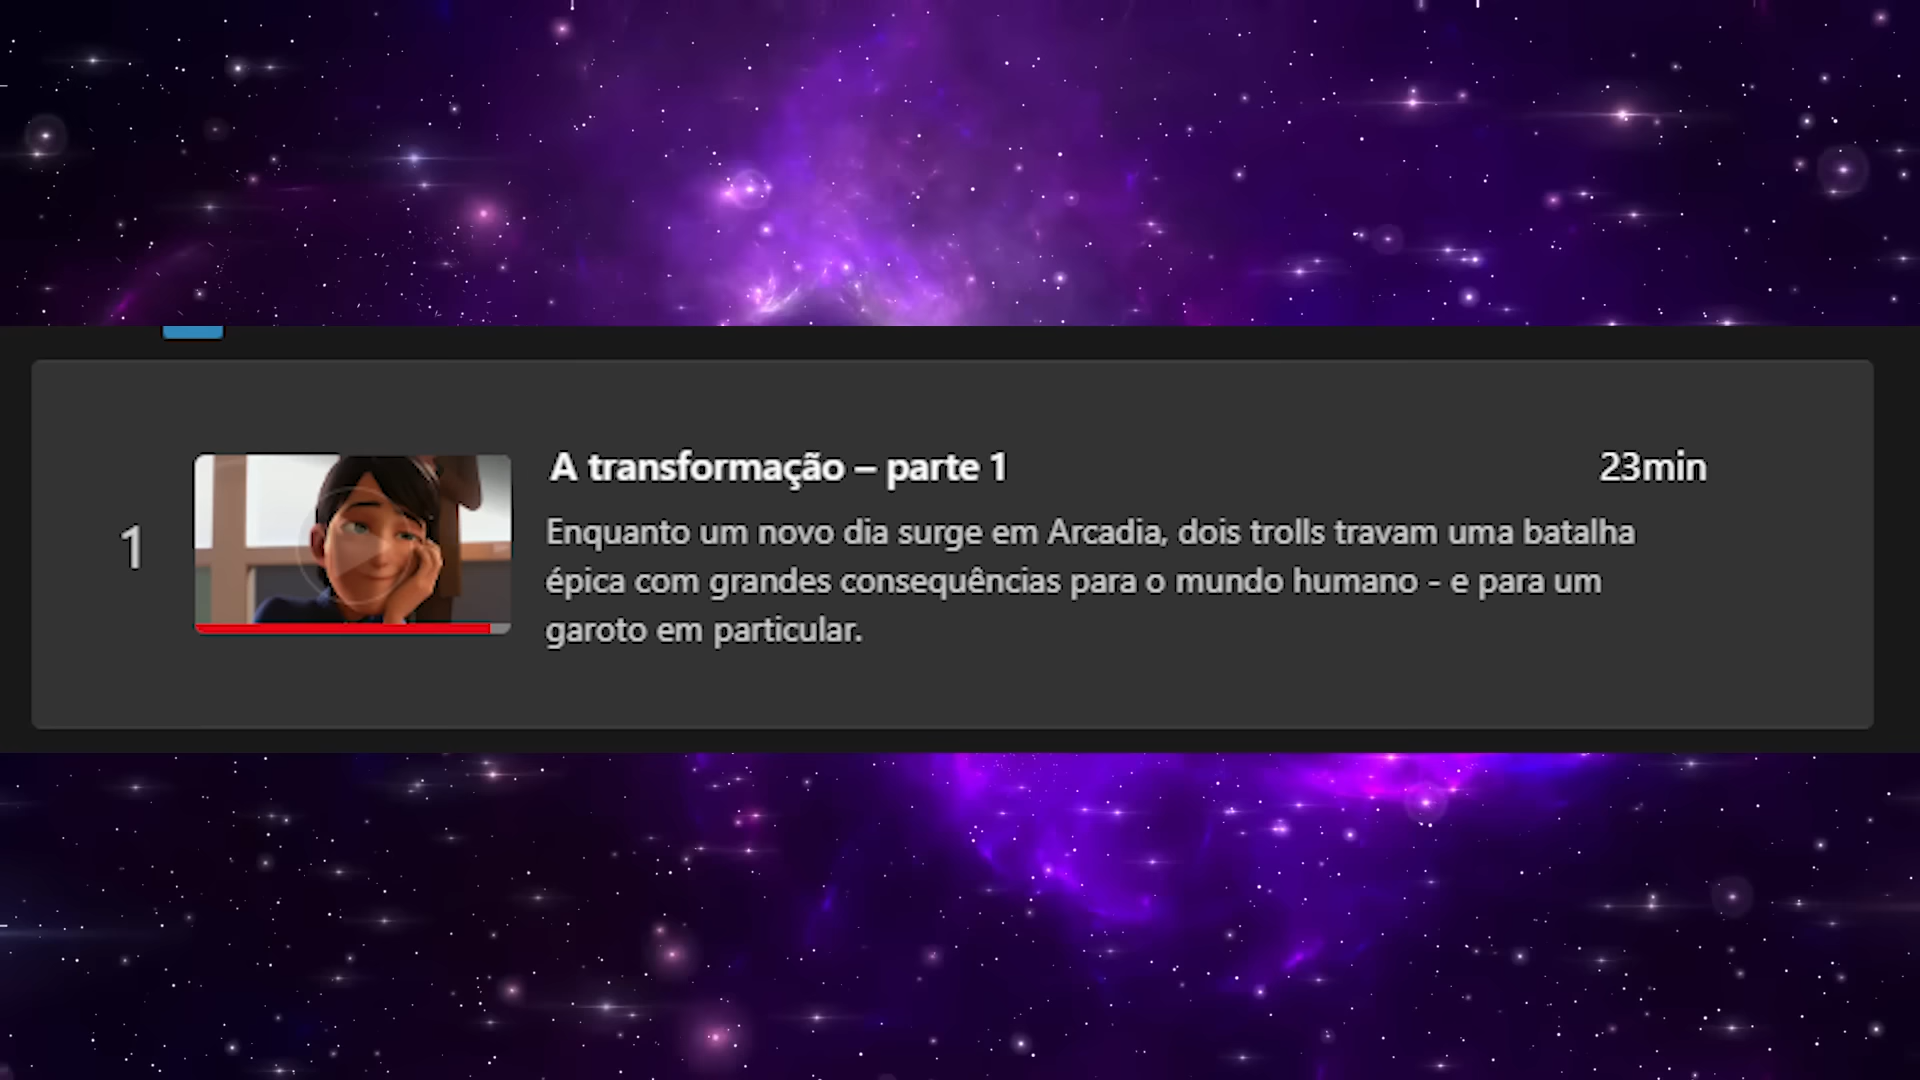 1
A transformação – parte 1
23min
Enquanto um novo dia surge em Arcadia, dois trolls travam uma batalha
épica com grandes consequências para o mundo humano - e para um
garoto em particular.